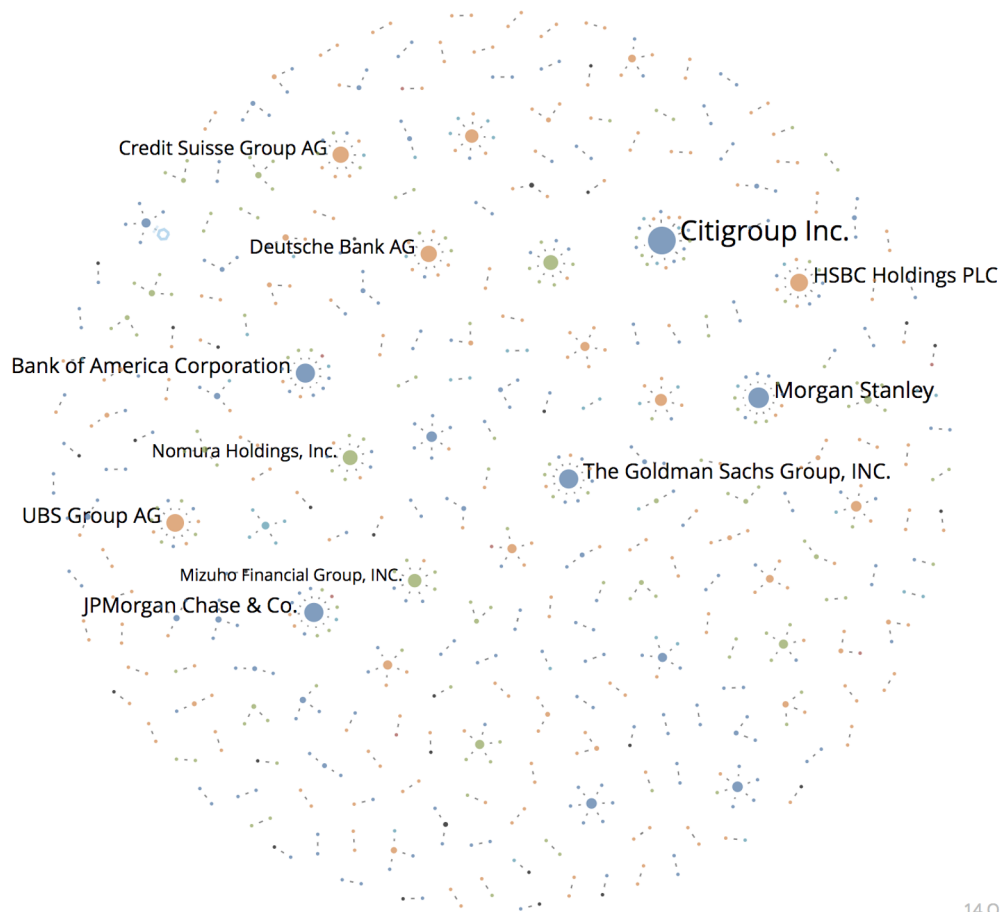 Credit Suisse Group AG
Citigroup Inc.
Deutsche Bank AG
HSBC Holdings PLC
Bank of America Corporation
Morgan Stanley
Nomura Holdings, Inc.
The Goldman Sachs Group, INC.
UBS Group AG
Mizuho Financial Group, INC.
JPMorgan Chase & Co.